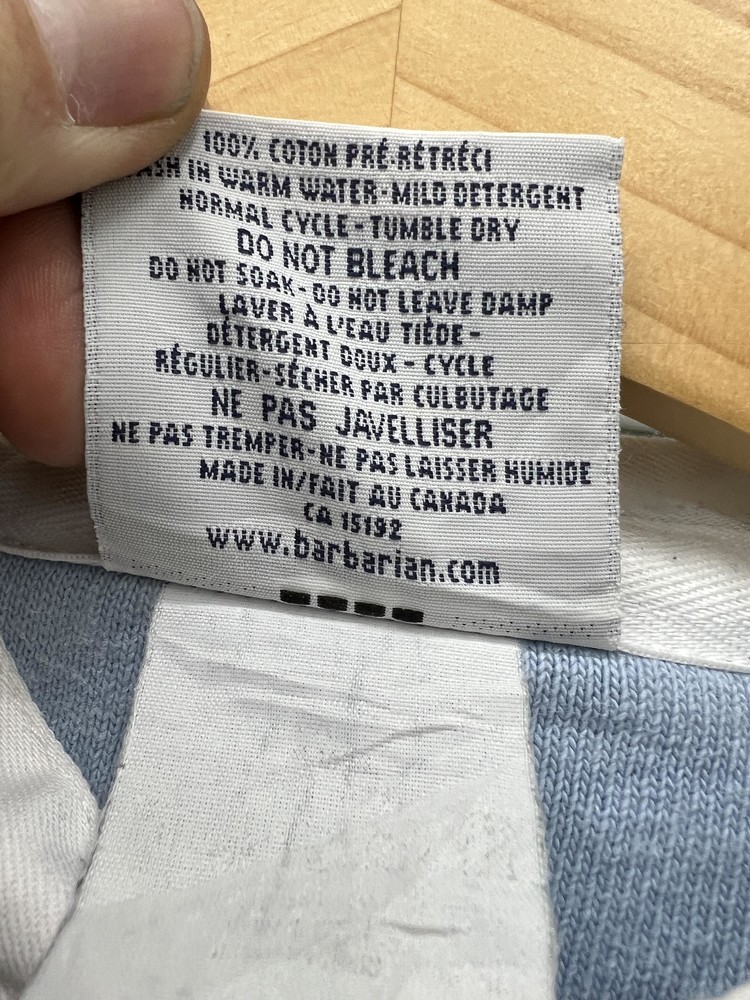 100% COTON PRÉ-RÉTRÉCI
IN WARM WATER-MILD DETERGENT
NORMAL CYCLE-TUMBLE DRY
DO NOT BLEACH
DO NOT SOAK-DO NOT LEAVE DAMP
LAVER À L'EAU TIÈDE-
DÉTERGENT DOUX-CYCLE
RÉGULIER-SÉCHER PAR CULBUTAGE
NE PAS JAVELLISER
NE PAS TREMPER-NE PAS LAISSER HUMIDE
MADE IN/FAIT AU CANADA
CA 15192
www.barbarian.com